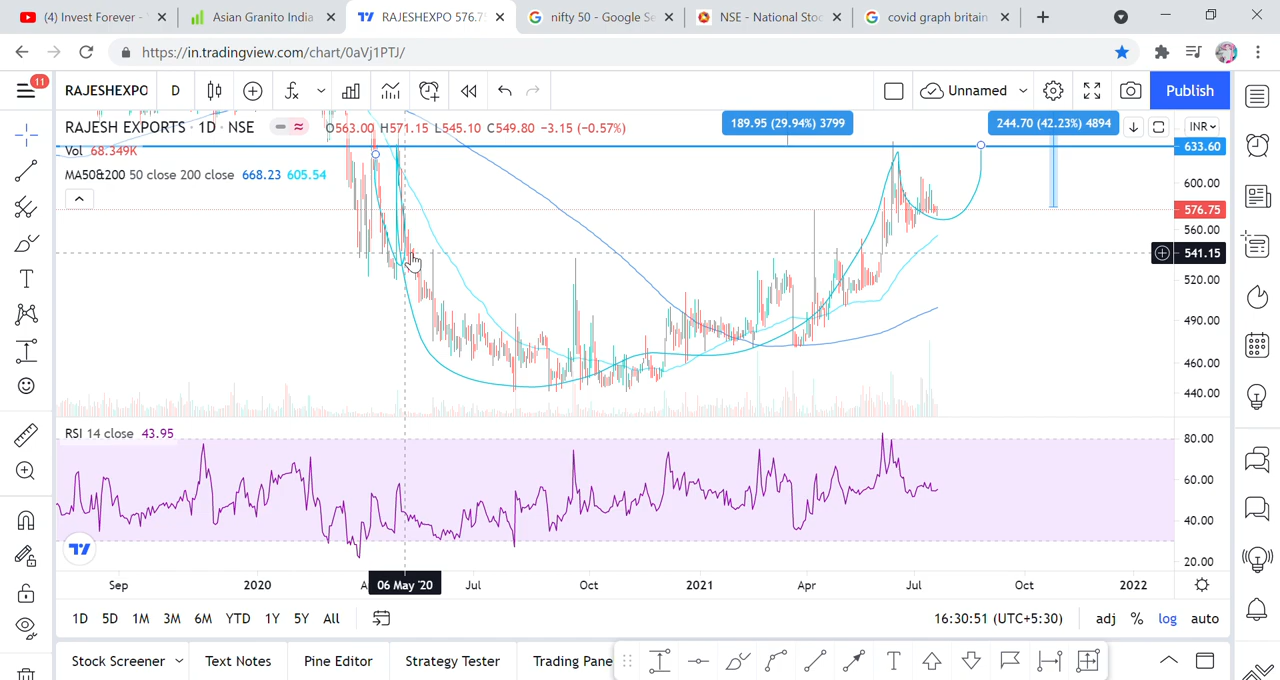 (4) Invest Forever -
Asian Granito India
RAJESHEXPO 576.7
nifty 50 - Google Se
NSE - National Stoc
covid graph britain
https://in.tradingview.com/chart/0aVj1PTJ/
11
RAJESHEXPO
D
Unnamed
Publish
RAJESH EXPORTS · 1D · NSE
O563.00 H571.15 L545.10 C549.80 -3.15 (-0.57%)
189.95 (29.94%) 3799
244.70 (42.23%) 4894
INR
Vol 68.349K
633.60
MA50&200 50 close 200 close 668.23 605.54
600.00
576.75
560.00
541.15
520.00
490.00
460.00
440.00
RSI 14 close 43.95
80.00
60.00
40.00
20.00
Sep
2020
A
06 May '20
Jul
Oct
2021
Apr
Jul
Oct
2022
1D 5D 1M 3M 6M YTD 1Y 5Y All
16:30:51 (UTC+5:30)
adj % log auto
Stock Screener
Text Notes
Pine Editor
Strategy Tester
Trading Pane